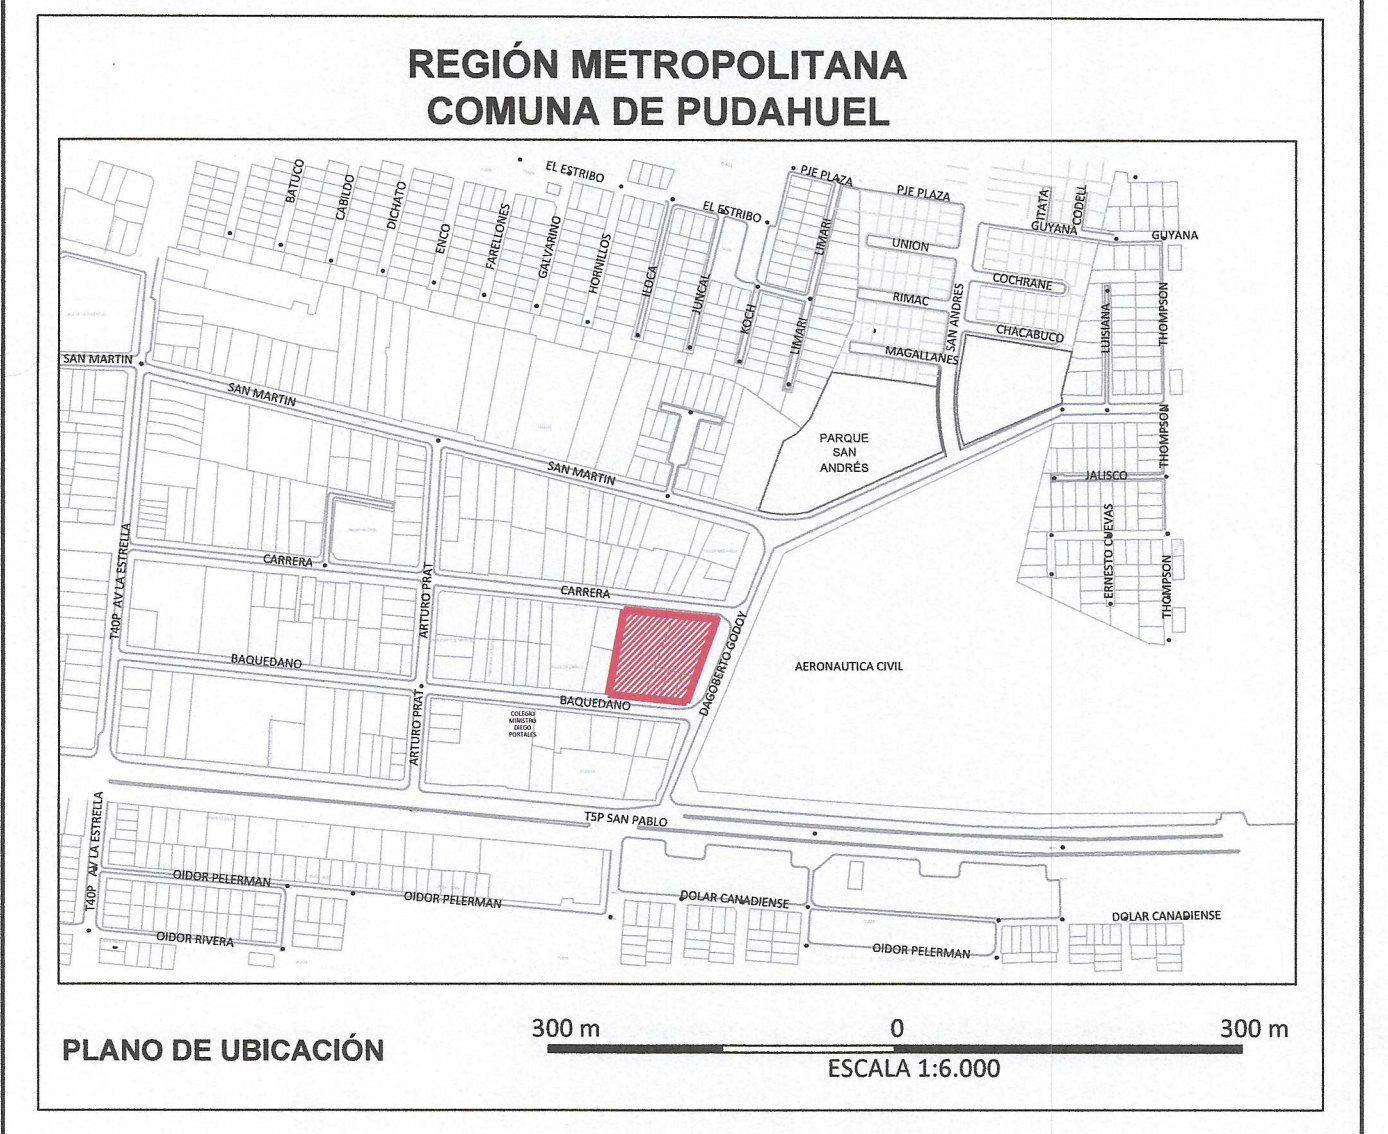 REGIÓN METROPOLITANA
COMUNA DE PUDAHUEL
BATUCO
CABILDO
DICHATO
ENCO
FARELLONES
GALVARINO
HORNILLOS
EL ESTRIBO
ILOCA
JUNCAL
EL ESTRIBO
KOCH
LIMARI
LIMARI
PJE PLAZA
PJE PLAZA
UNION
RIMAC
MAGALLANES
SAN ANDRES
ITATA
CODELL
GUYANA
GUYANA
COCHRANE
CHACABUCO
LUISIANA
THOMPSON
SAN MARTIN
SAN MARTIN
SAN MARTIN
PARQUE
SAN
ANDRÉS
THOMPSON
JALISCO
ERNESTO CUEVAS
THOMPSON
T40P AV LA ESTRELLA
CARRERA
ARTURO PRAT
CARRERA
DAGOBERTO GODOY
AERONAUTICA CIVIL
BAQUEDANO
BAQUEDANO
ARTURO PRAT
COLEGIO
MINISTRO
DIEGO
PORTALES
T5P SAN PABLO
T40P AV LA ESTRELLA
OIDOR PELERMAN
OIDOR PELERMAN
OIDOR RIVERA
DOLAR CANADIENSE
OIDOR PELERMAN
DOLAR CANADIENSE
PLANO DE UBICACIÓN
300 m 0 300 m
ESCALA 1:6.000